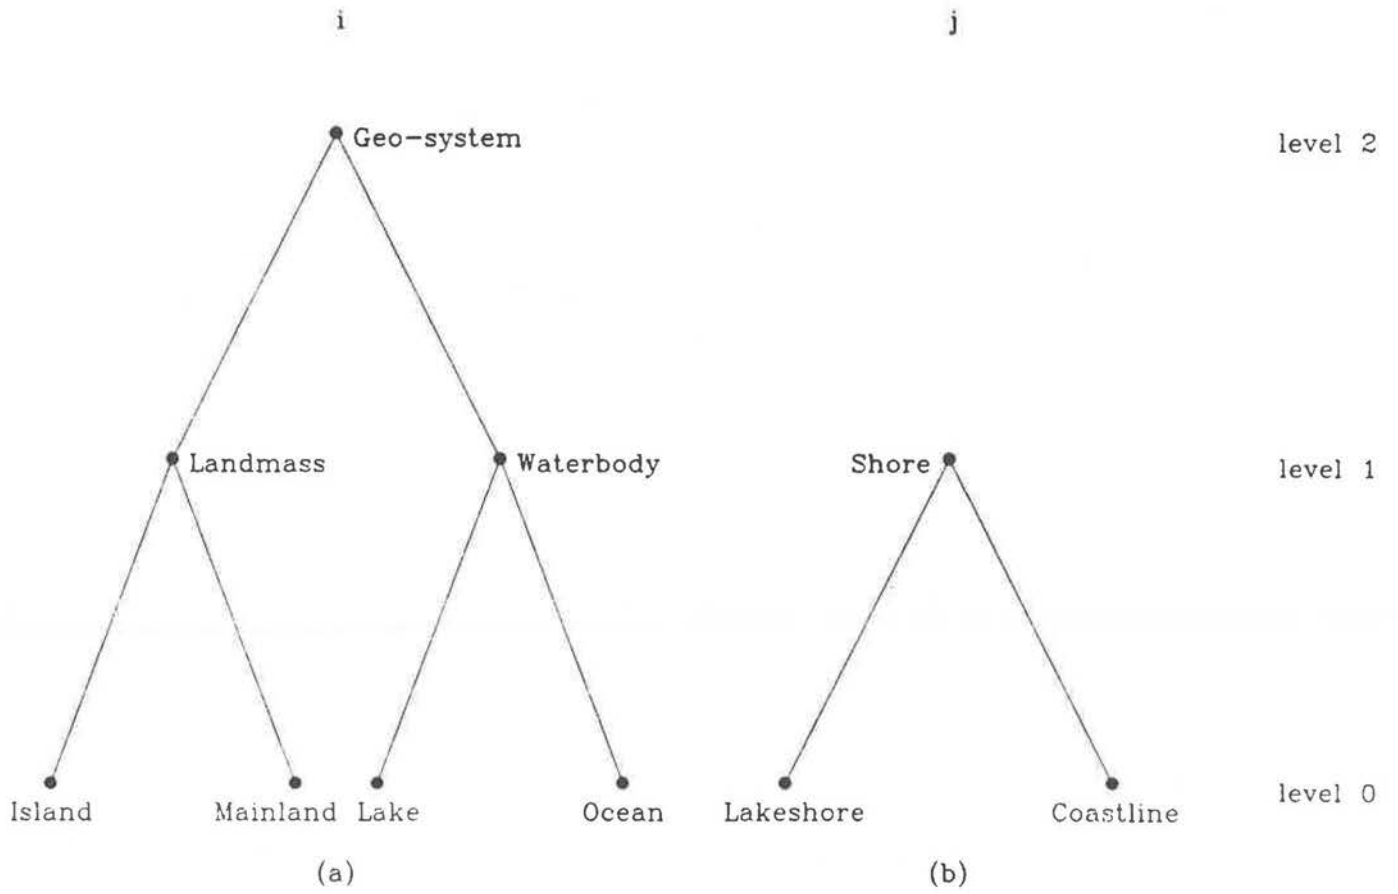 i j
Geo-system level 2
Landmass Waterbody Shore level 1
Island Mainland Lake Ocean Lakeshore Coastline level 0
(a) (b)